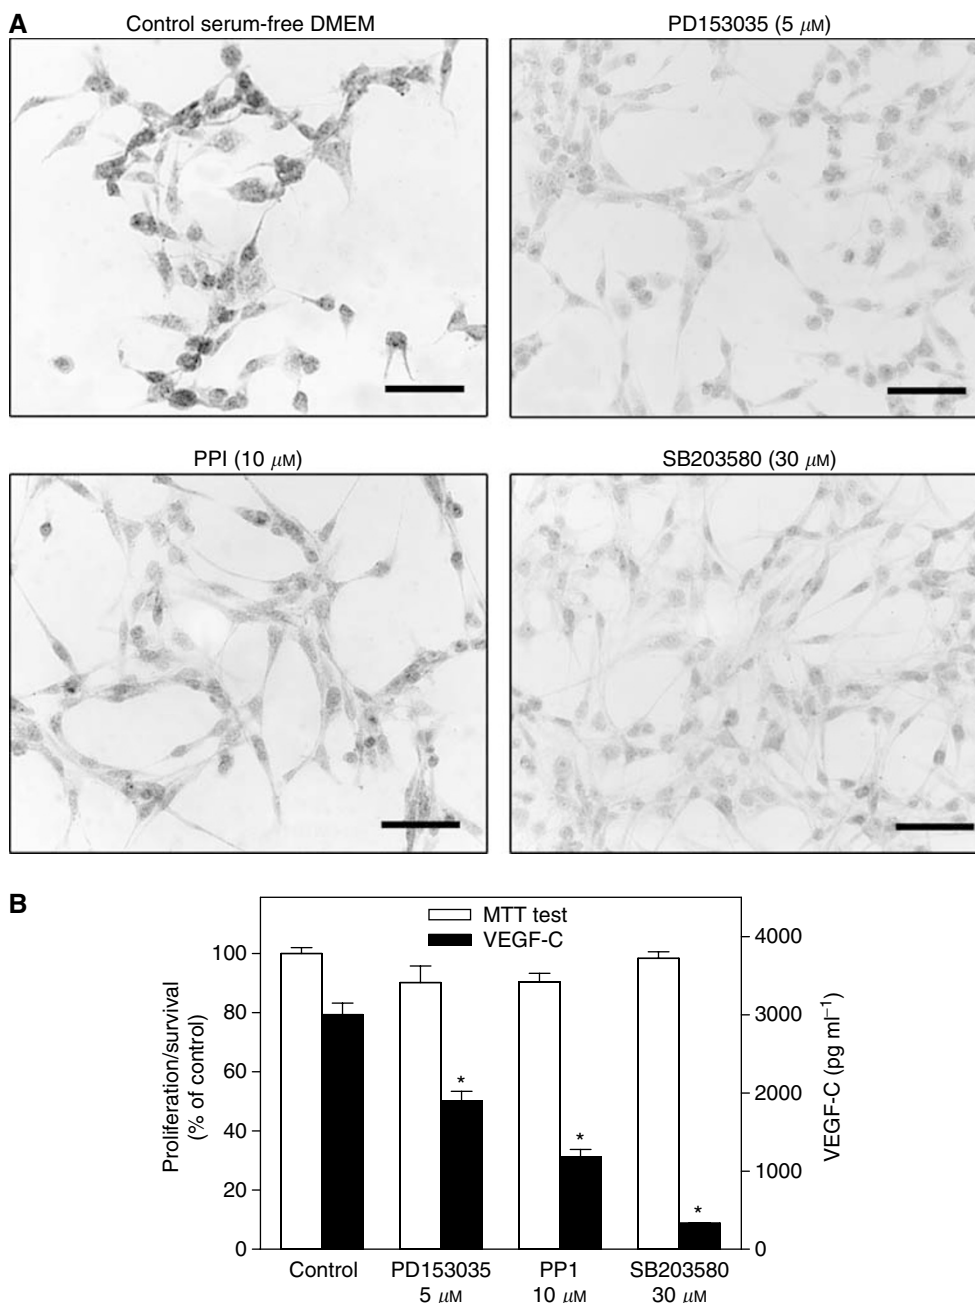 A
Control serum-free DMEM
PD153035 (5 μM)
PPI (10 μM)
SB203580 (30 μM)
B
MTT test
VEGF-C
Proliferation/survival
(% of control)
100
80
60
40
20
0
4000
3000
2000
1000
0
VEGF-C (pg ml⁻¹)
*
*
*
Control
PD153035
5 μM
PP1
10 μM
SB203580
30 μM